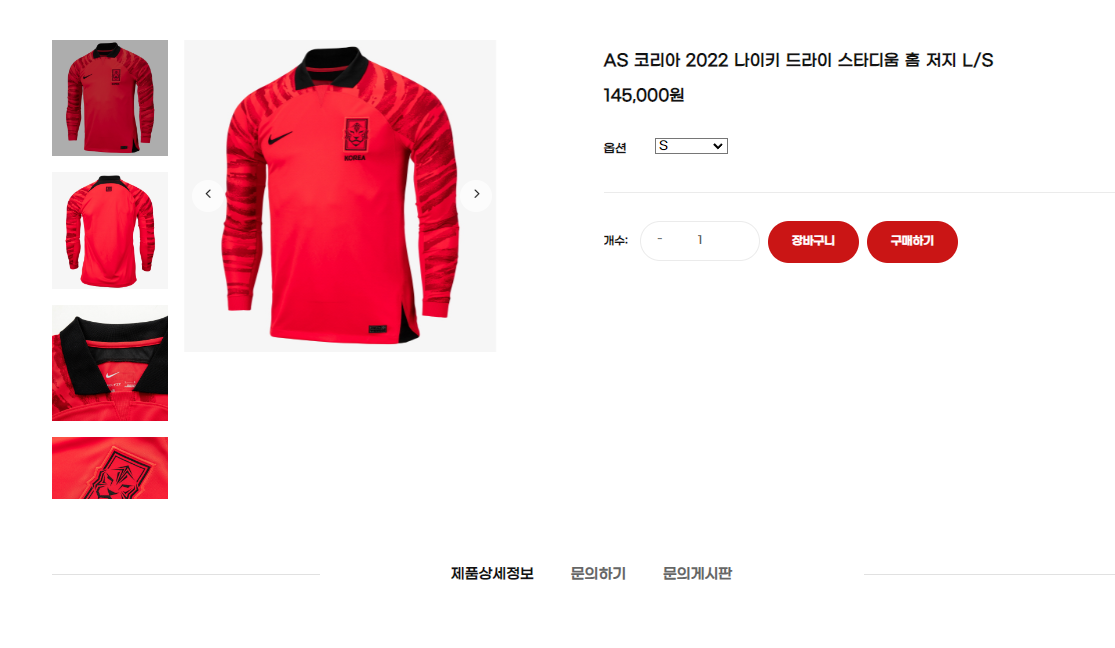 AS 코리아 2022 나이키 드라이 스타디움 홈 저지 L/S
145,000원
옵션 S
개수: - 1 장바구니 구매하기
KOREA
제품상세정보 문의하기 문의게시판